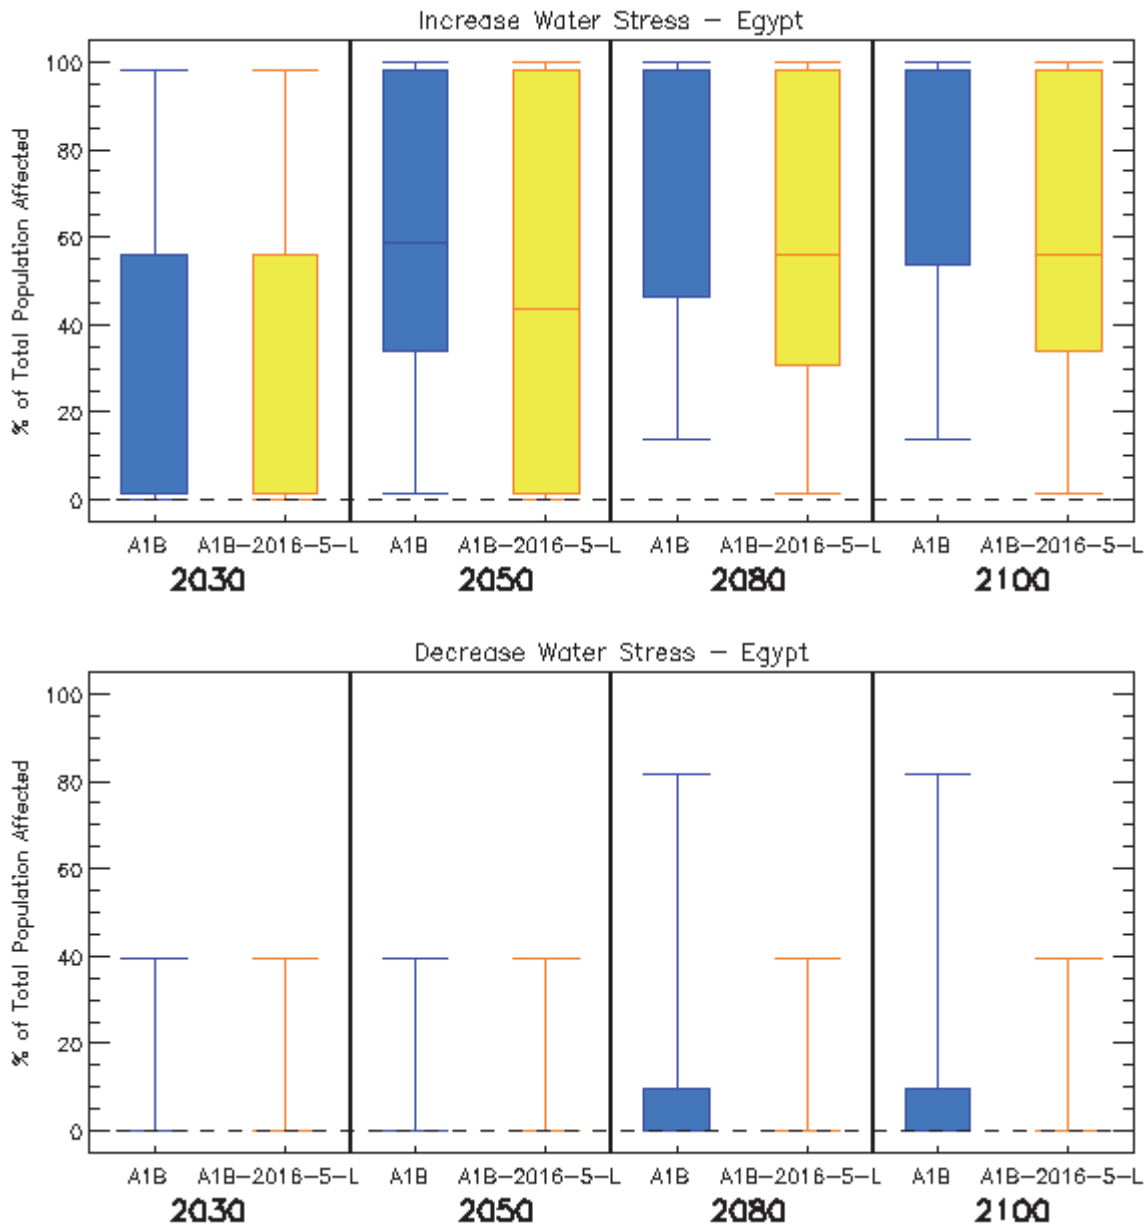 Increase Water Stress – Egypt
% of Total Population Affected
100
80
60
40
20
0
A1B A1B-2016-5-L A1B A1B-2016-5-L A1B A1B-2016-5-L A1B A1B-2016-5-L
2030 2050 2080 2100
Decrease Water Stress – Egypt
% of Total Population Affected
100
80
60
40
20
0
A1B A1B-2016-5-L A1B A1B-2016-5-L A1B A1B-2016-5-L A1B A1B-2016-5-L
2030 2050 2080 2100